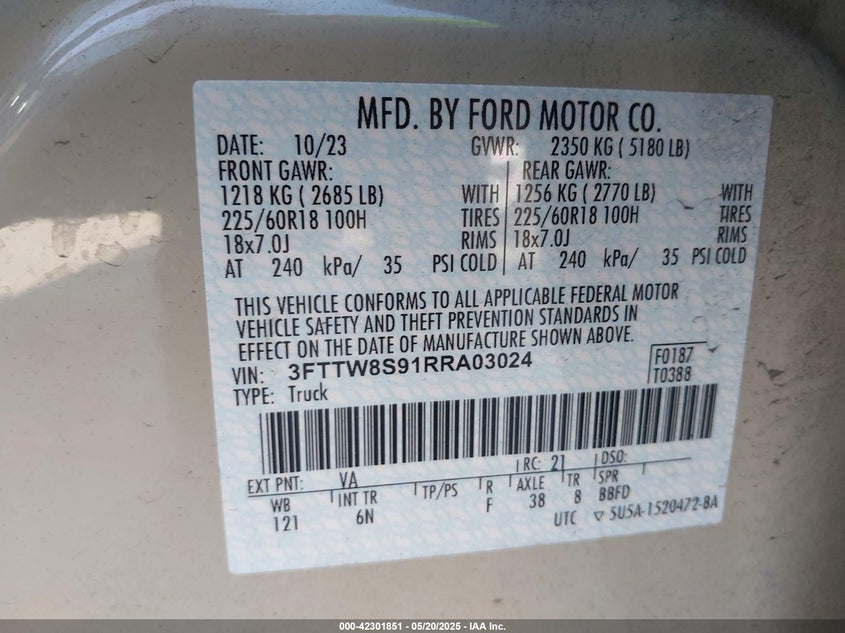 MFD. BY FORD MOTOR CO.
DATE: 10/23 GVWR: 2350 KG ( 5180 LB)
FRONT GAWR: REAR GAWR:
1218 KG ( 2685 LB) WITH 1256 KG ( 2770 LB) WITH
225/60R18 100H TIRES 225/60R18 100H TIRES
18x7.0J RIMS 18x7.0J RIMS
AT 240 kPa/ 35 PSI COLD AT 240 kPa/ 35 PSI COLD
THIS VEHICLE CONFORMS TO ALL APPLICABLE FEDERAL MOTOR
VEHICLE SAFETY AND THEFT PREVENTION STANDARDS IN
EFFECT ON THE DATE OF MANUFACTURE SHOWN ABOVE.
VIN: 3FTTW8S91RRA03024 F0187
TYPE: Truck T0388
EXT PNT: VA RC: 21 DSO:
WB INT TR TP/PS R AXLE TR SPR
121 6N F 38 8 BBFD
UTC ▽ 5U5A-1520472-BA
000-42301851 - 05/20/2025 - IAA Inc.